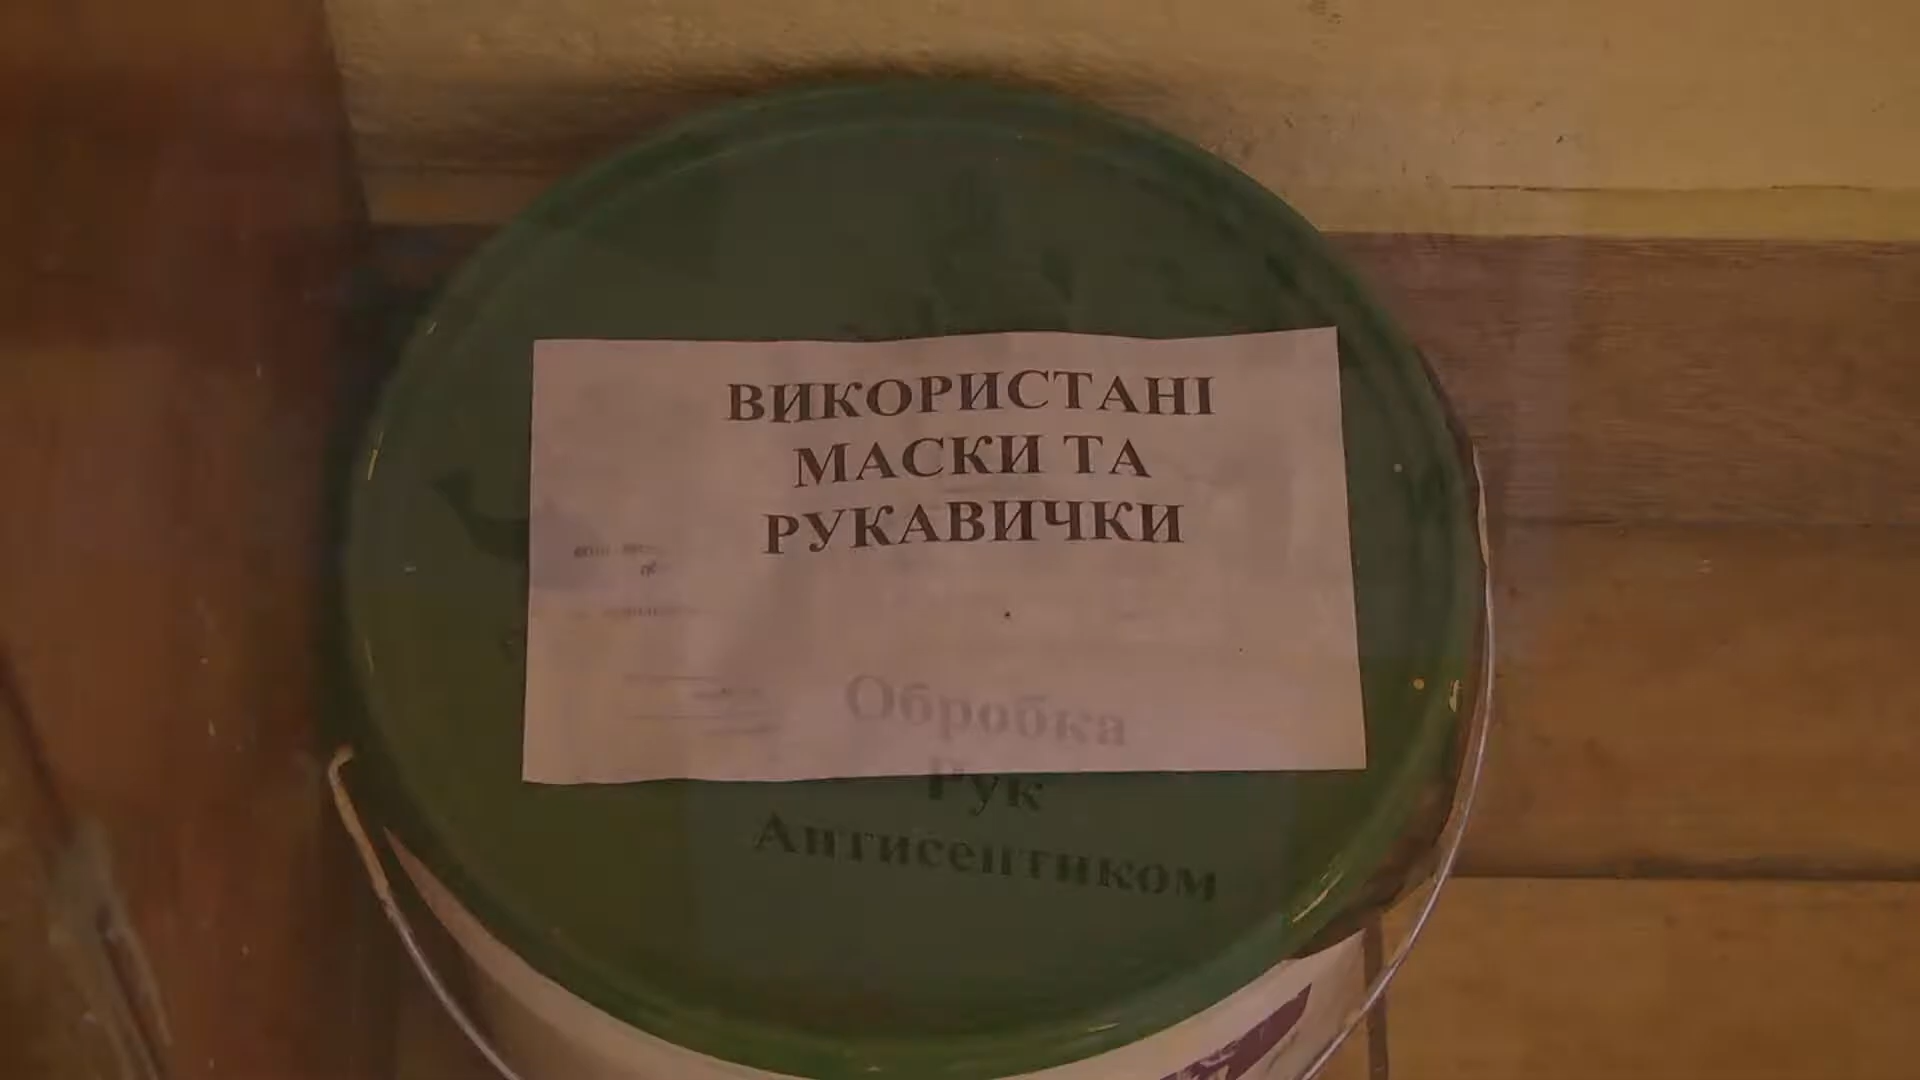 ВИКОРИСТАНІ
МАСКИ ТА
РУКАВИЧКИ
Обробка
Рук
Антисептиком